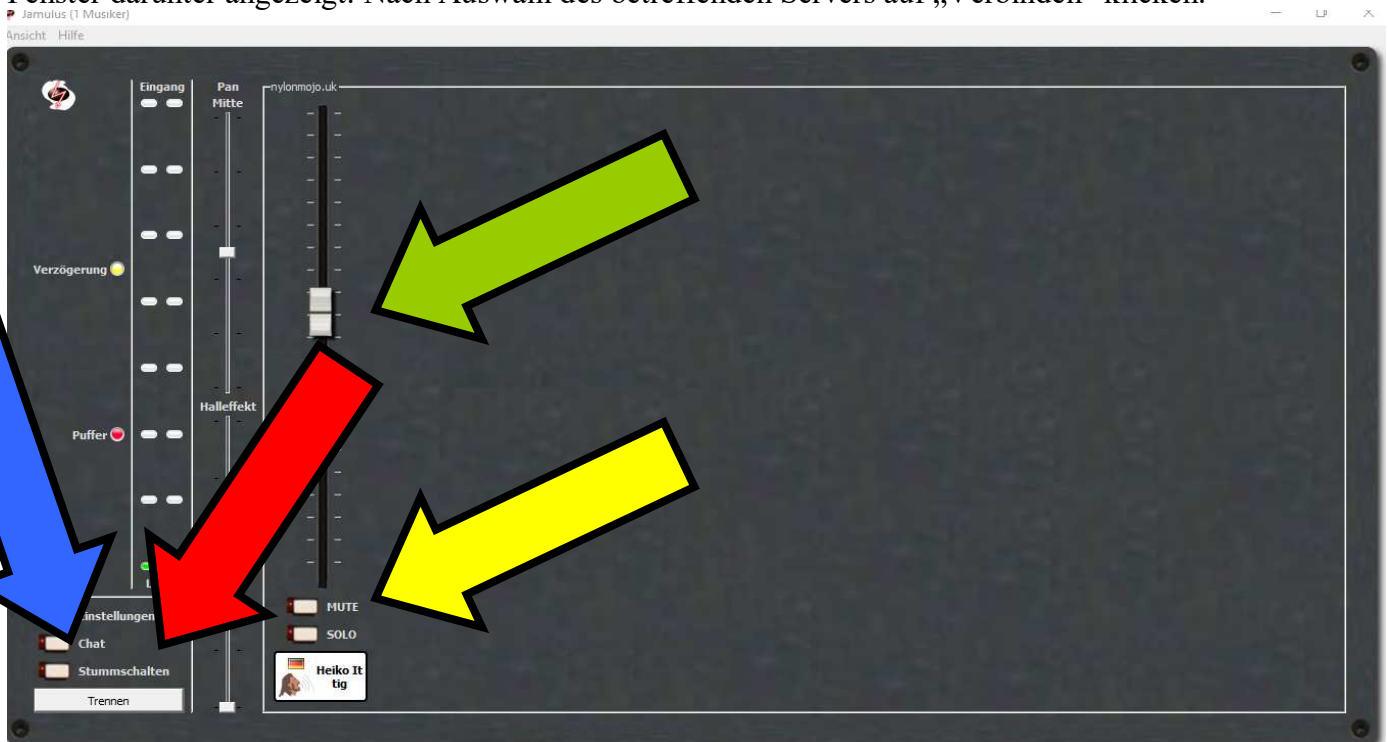 Fenster darunter angezeigt. Nach Auswahl des betreffenden Servers auf „Verbinden“ klicken.
Jamulus (1 Musiker)
Ansicht Hilfe
Eingang
Pan
Mitte
nylonmojo.uk
Verzögerung
Halleffekt
Puffer
MUTE
SOLO
Chat
Stummschalten
Trennen
Heiko It
tig